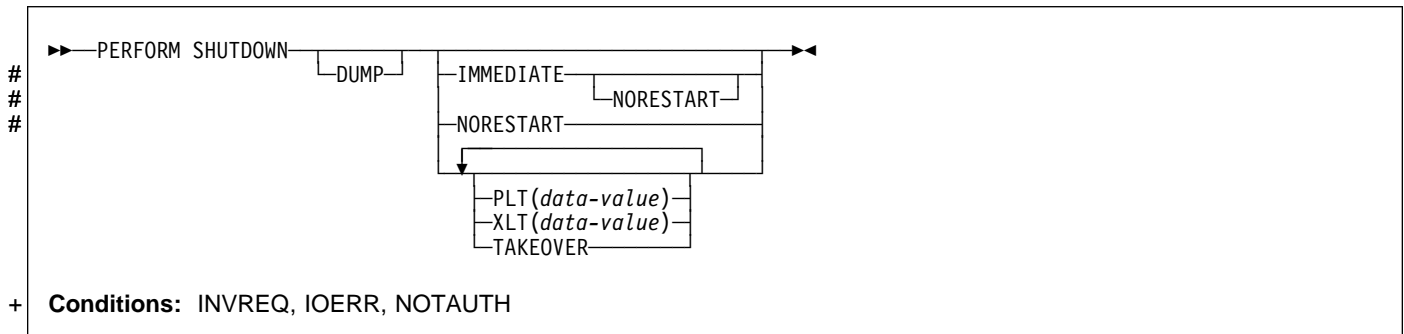 PERFORM SHUTDOWN
# DUMP IMMEDIATE
# NORESTART
# NORESTART
PLT(data-value)
XLT(data-value)
TAKEOVER
+ Conditions: INVREQ, IOERR, NOTAUTH